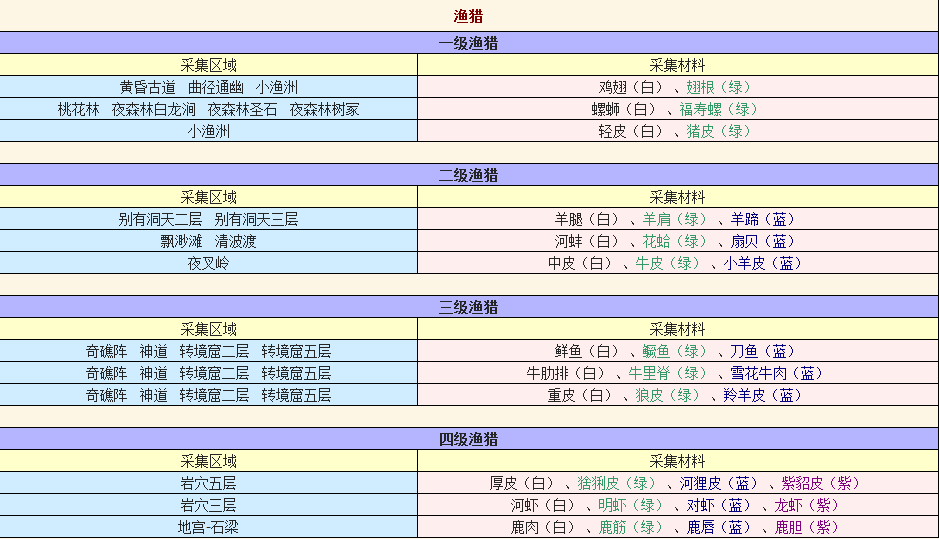 渔猎
一级渔猎
采集区域 采集材料
黄昏古道 曲径通幽 小渔洲 鸡翅（白）、翅根（绿）
桃花林 夜森林白龙涧 夜森林圣石 夜森林树冢 螺蛳（白）、福寿螺（绿）
小渔洲 轻皮（白）、猪皮（绿）
二级渔猎
采集区域 采集材料
别有洞天二层 别有洞天三层 羊腿（白）、羊肩（绿）、羊蹄（蓝）
飘渺滩 清波渡 河蚌（白）、花蛤（绿）、扇贝（蓝）
夜叉岭 中皮（白）、牛皮（绿）、小羊皮（蓝）
三级渔猎
采集区域 采集材料
奇礁阵 神道 转境窟二层 转境窟五层 鲜鱼（白）、鳜鱼（绿）、刀鱼（蓝）
奇礁阵 神道 转境窟二层 转境窟五层 牛肋排（白）、牛里脊（绿）、雪花牛肉（蓝）
奇礁阵 神道 转境窟二层 转境窟五层 重皮（白）、狼皮（绿）、羚羊皮（蓝）
四级渔猎
采集区域 采集材料
岩穴五层 厚皮（白）、猞猁皮（绿）、河狸皮（蓝）、紫貂皮（紫）
岩穴三层 河虾（白）、明虾（绿）、对虾（蓝）、龙虾（紫）
地宫-石梁 鹿肉（白）、鹿筋（绿）、鹿唇（蓝）、鹿胆（紫）